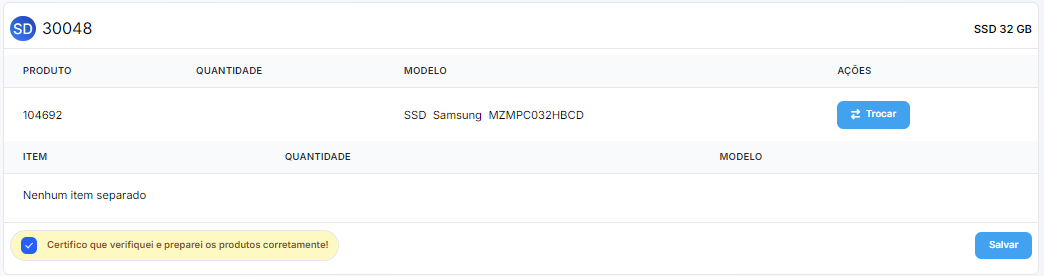 SD 30048 SSD 32 GB
PRODUTO QUANTIDADE MODELO AÇÕES
104692 SSD Samsung MZMPC032HBCD Trocar
ITEM QUANTIDADE MODELO
Nenhum item separado
Certifico que verifiquei e preparei os produtos corretamente! Salvar